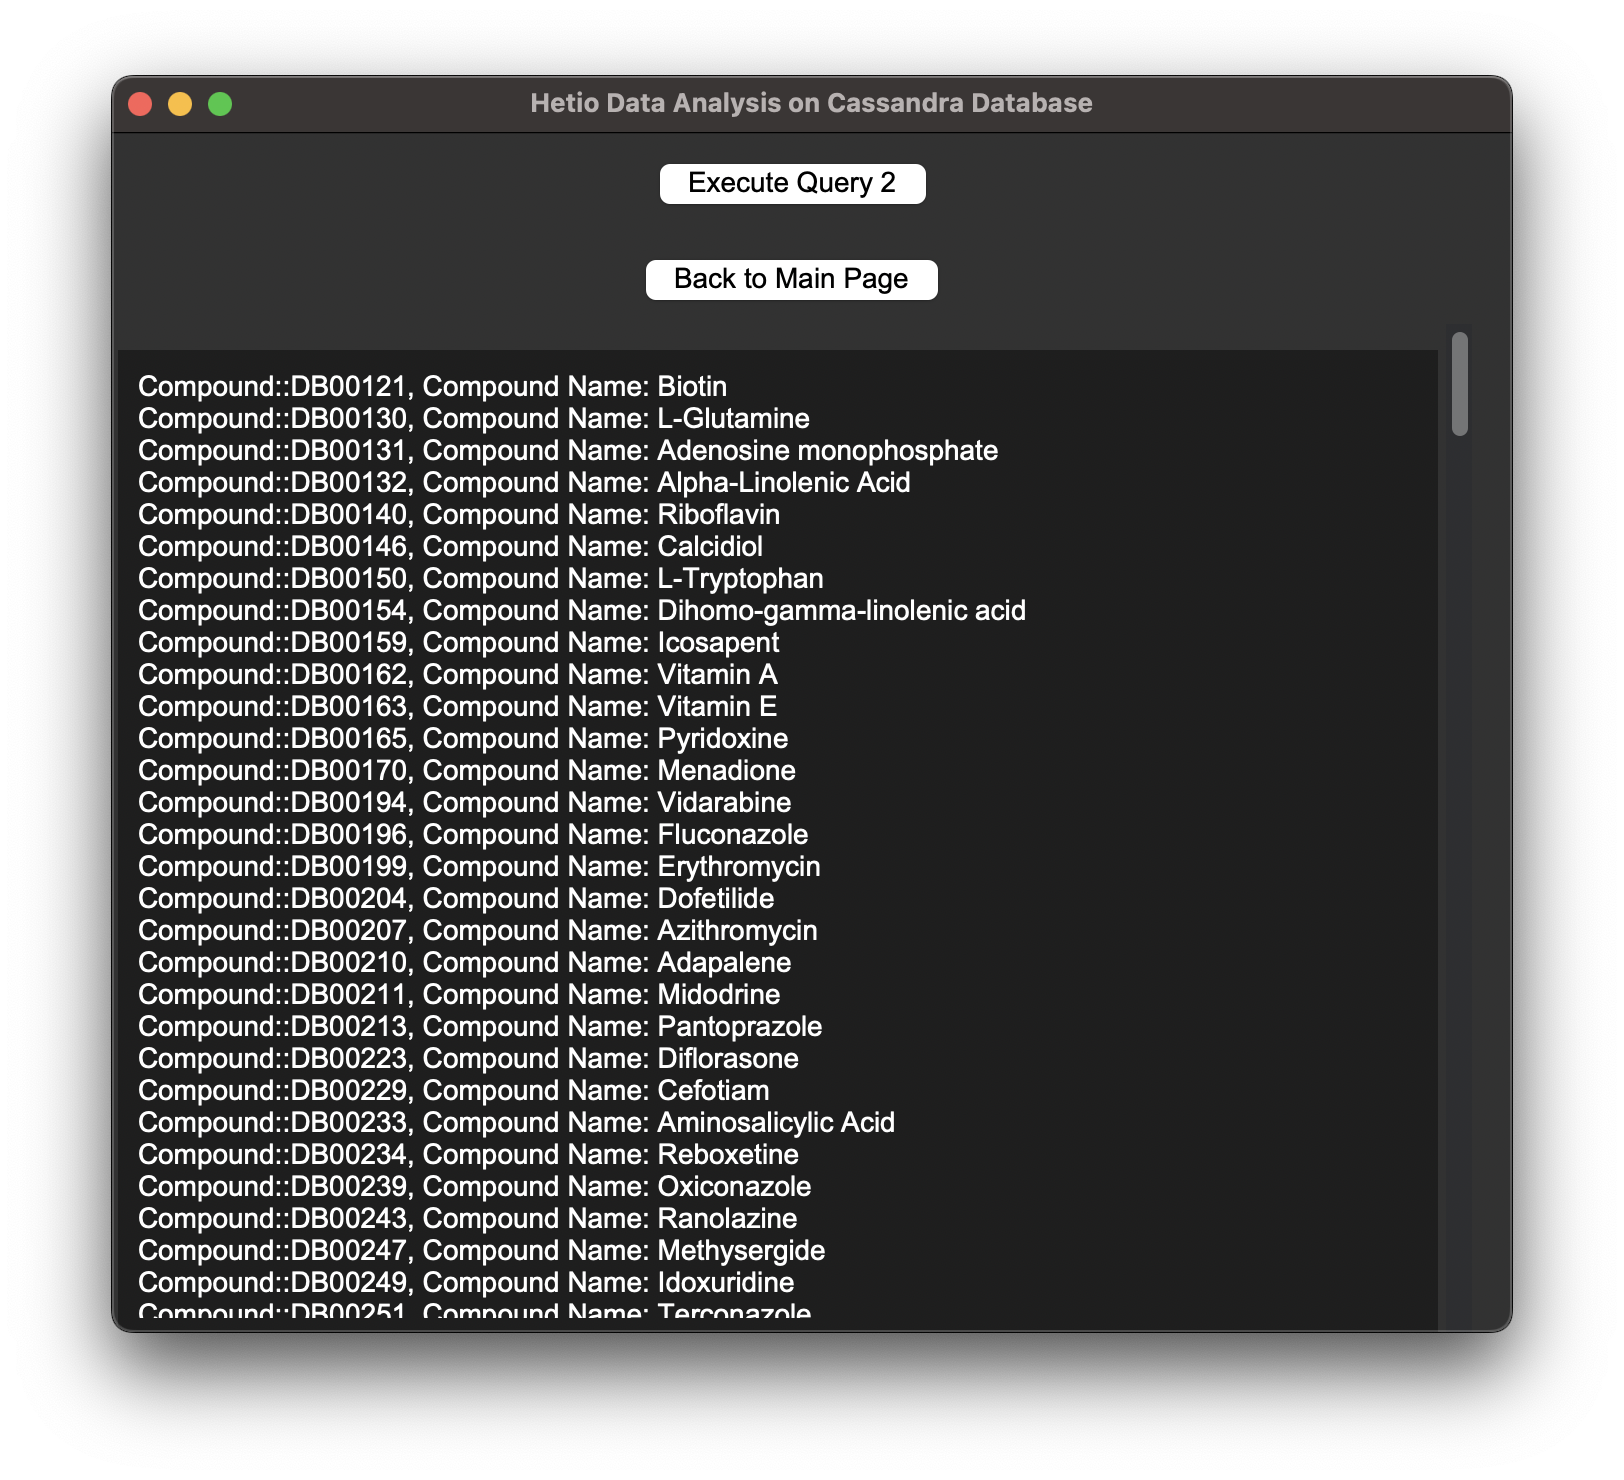 Hetio Data Analysis on Cassandra Database
Execute Query 2
Back to Main Page
Compound::DB00121, Compound Name: Biotin
Compound::DB00130, Compound Name: L-Glutamine
Compound::DB00131, Compound Name: Adenosine monophosphate
Compound::DB00132, Compound Name: Alpha-Linolenic Acid
Compound::DB00140, Compound Name: Riboflavin
Compound::DB00146, Compound Name: Calcidiol
Compound::DB00150, Compound Name: L-Tryptophan
Compound::DB00154, Compound Name: Dihomo-gamma-linolenic acid
Compound::DB00159, Compound Name: Icosapent
Compound::DB00162, Compound Name: Vitamin A
Compound::DB00163, Compound Name: Vitamin E
Compound::DB00165, Compound Name: Pyridoxine
Compound::DB00170, Compound Name: Menadione
Compound::DB00194, Compound Name: Vidarabine
Compound::DB00196, Compound Name: Fluconazole
Compound::DB00199, Compound Name: Erythromycin
Compound::DB00204, Compound Name: Dofetilide
Compound::DB00207, Compound Name: Azithromycin
Compound::DB00210, Compound Name: Adapalene
Compound::DB00211, Compound Name: Midodrine
Compound::DB00213, Compound Name: Pantoprazole
Compound::DB00223, Compound Name: Diflorasone
Compound::DB00229, Compound Name: Cefotiam
Compound::DB00233, Compound Name: Aminosalicylic Acid
Compound::DB00234, Compound Name: Reboxetine
Compound::DB00239, Compound Name: Oxiconazole
Compound::DB00243, Compound Name: Ranolazine
Compound::DB00247, Compound Name: Methysergide
Compound::DB00249, Compound Name: Idoxuridine
Compound::DB00251, Compound Name: Terconazole